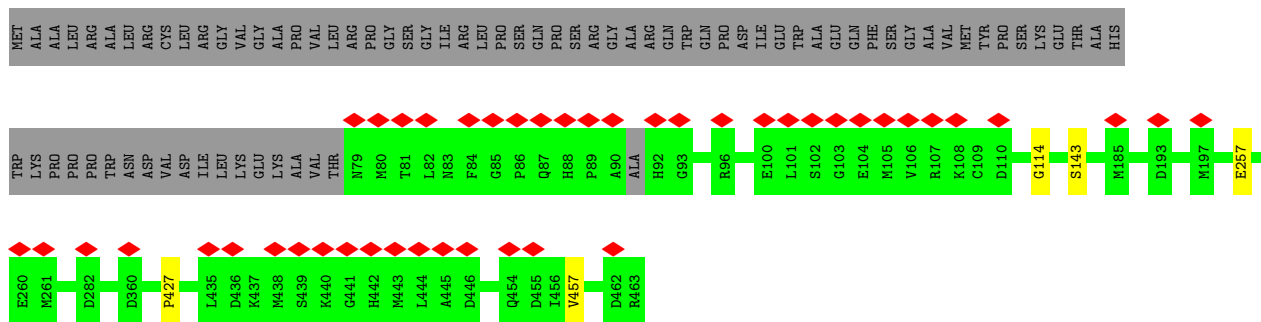 MET ALA ALA LEU ARG ALA LEU ARG CYS LEU ARG GLY VAL GLY ALA PRO VAL LEU ARG PRO GLY SER GLY ILE ARG LEU PRO SER GLN PRO SER ARG GLY ALA ARG GLN TRP GLN PRO ASP ILE GLU TRP ALA GLU GLN PHE SER GLY ALA VAL MET TYR PRO SER LYS GLU THR ALA HIS
TRP LYS PRO PRO PRO TRP ASN ASP VAL ASP ILE LEU LYS GLU LYS ALA VAL THR N79 M80 T81 L82 N83 F84 G85 P86 Q87 H88 P89 A90 ALA H92 G93 R96 E100 L101 S102 G103 E104 M105 V106 R107 K108 C109 D110 G114 S143 M185 D193 M197 E257
E260 M261 D282 D360 P427 L435 D436 K437 M438 S439 K440 G441 H442 M443 L444 A445 D446 Q454 D455 I456 V457 D462 R463